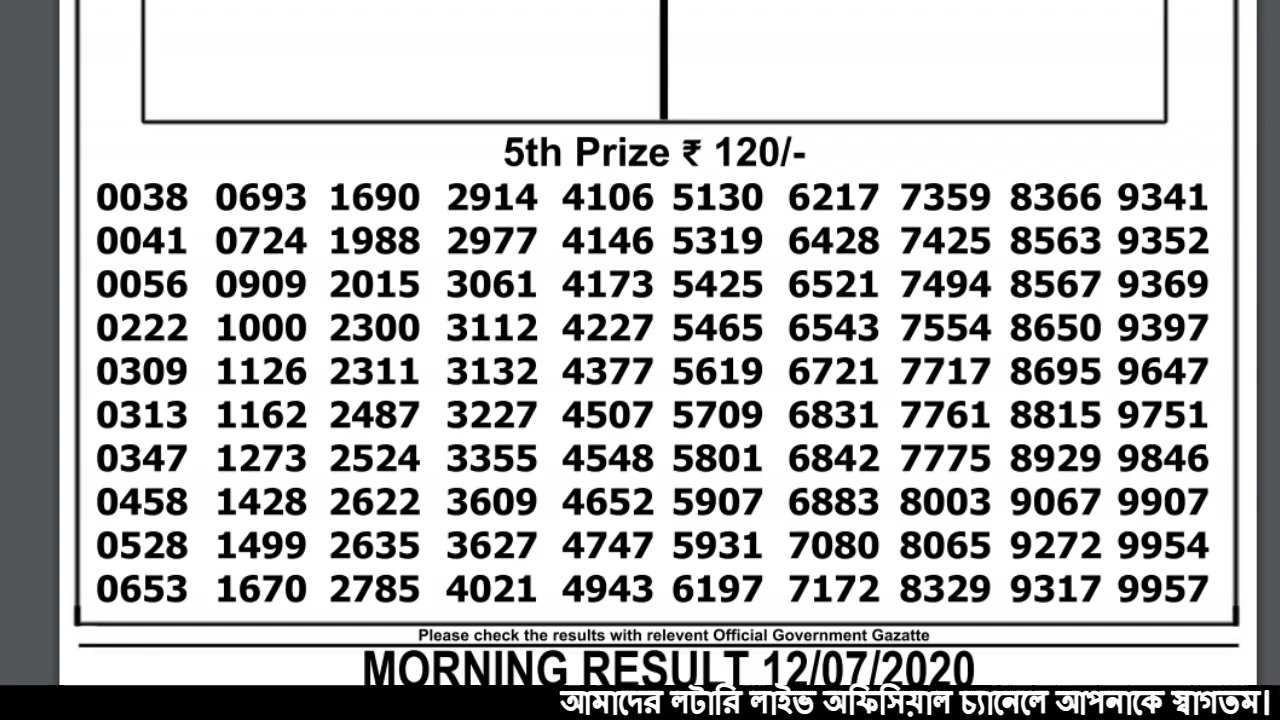 5th Prize ₹ 120/-
0038 0693 1690 2914 4106 5130 6217 7359 8366 9341
0041 0724 1988 2977 4146 5319 6428 7425 8563 9352
0056 0909 2015 3061 4173 5425 6521 7494 8567 9369
0222 1000 2300 3112 4227 5465 6543 7554 8650 9397
0309 1126 2311 3132 4377 5619 6721 7717 8695 9647
0313 1162 2487 3227 4507 5709 6831 7761 8815 9751
0347 1273 2524 3355 4548 5801 6842 7775 8929 9846
0458 1428 2622 3609 4652 5907 6883 8003 9067 9907
0528 1499 2635 3627 4747 5931 7080 8065 9272 9954
0653 1670 2785 4021 4943 6197 7172 8329 9317 9957
Please check the results with relevent Official Government Gazatte
MORNING RESULT 12/07/2020
আমাদের লটারি লাইভ অফিসিয়াল চ্যানেলে আপনাকে স্বাগতম।